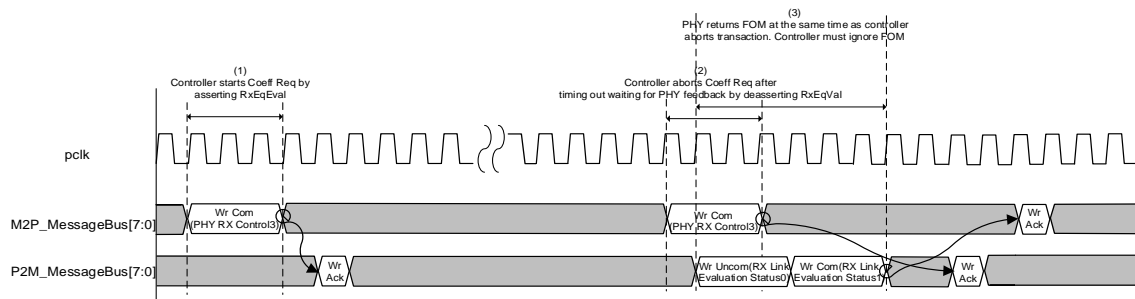 (3)
PHY returns FOM at the same time as controller
aborts transaction. Controller must ignore FOM
(1)
Controller starts Coeff Req by
asserting RxEqEval
(2)
Controller aborts Coeff Req after
timing out waiting for PHY feedback by deasserting RxEqVal
pclk
M2P_MessageBus[7:0]
Wr Com
(PHY RX Control3)
Wr Com
(PHY RX Control3)
Wr
Ack
P2M_MessageBus[7:0]
Wr
Ack
Wr Uncom(RX Link
Evaluation Status0)
Wr Com(RX Link
Evaluation Status1)
Wr
Ack